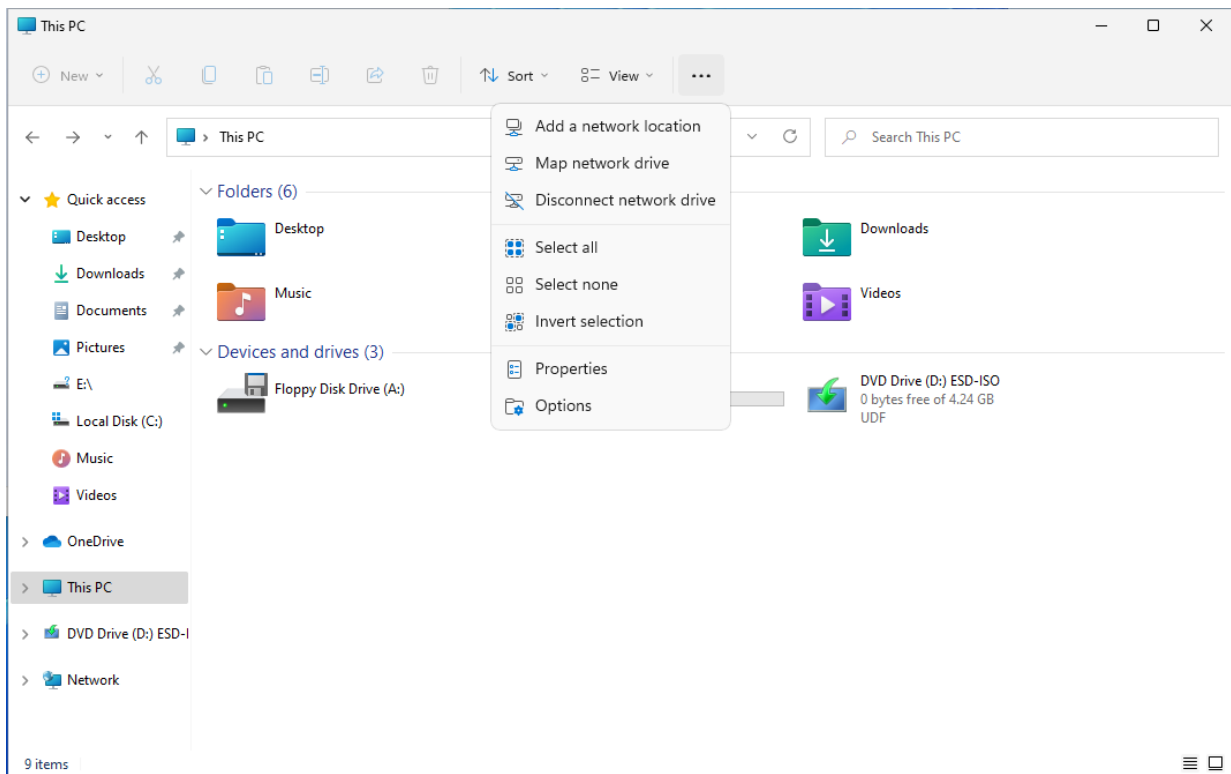 This PC
New
Sort
View
This PC
Search This PC
Add a network location
Map network drive
Disconnect network drive
Select all
Select none
Invert selection
Properties
Options
Quick access
Desktop
Downloads
Documents
Pictures
E:\
Local Disk (C:)
Music
Videos
OneDrive
This PC
DVD Drive (D:) ESD-I
Network
Folders (6)
Desktop
Downloads
Music
Videos
Devices and drives (3)
Floppy Disk Drive (A:)
DVD Drive (D:) ESD-ISO
0 bytes free of 4.24 GB
UDF
9 items